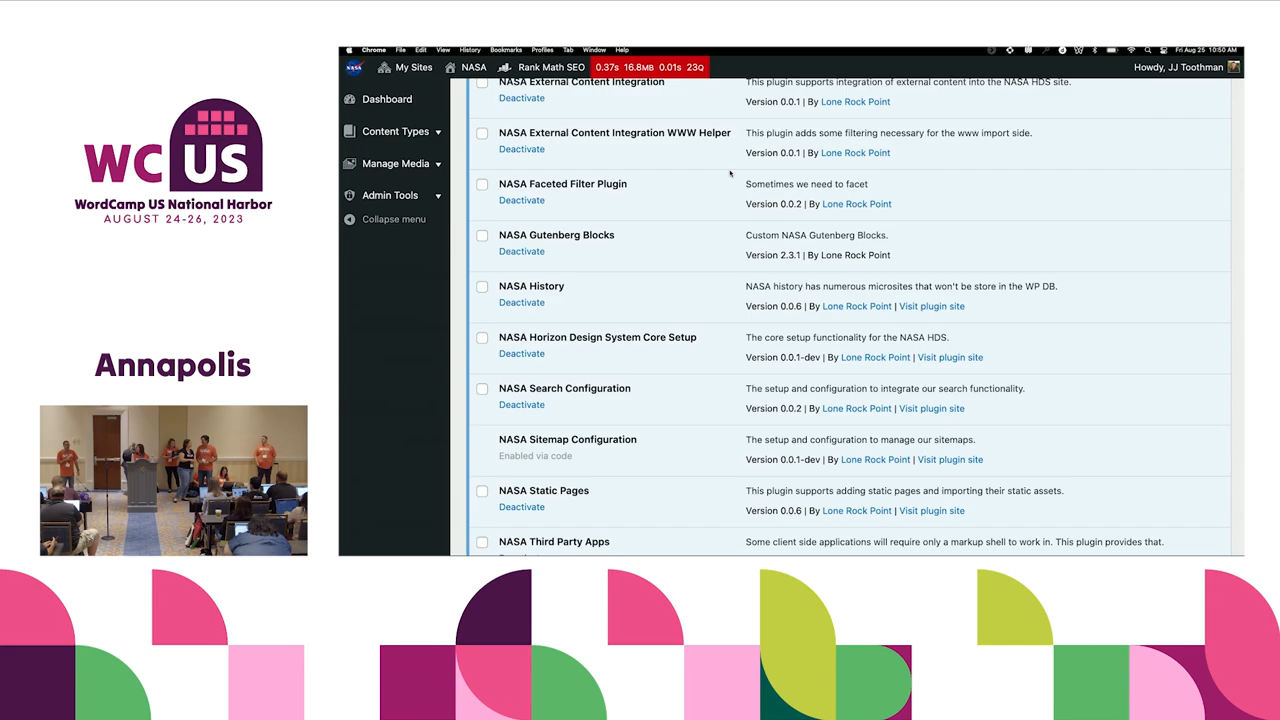 WC US
WordCamp US National Harbor
AUGUST 24-26, 2023
Annapolis
Chrome File Edit View History Bookmarks Profiles Tab Window Help
Fri Aug 25 10:50 AM
NASA My Sites NASA Rank Math SEO 0.37s 16.8MB 0.01s 23Q
Howdy, JJ Toothman
Dashboard
Content Types
Manage Media
Admin Tools
Collapse menu
NASA External Content Integration This plugin supports integration of external content into the NASA HDS site.
Deactivate Version 0.0.1 | By Lone Rock Point
NASA External Content Integration WWW Helper This plugin adds some filtering necessary for the www import side.
Deactivate Version 0.0.1 | By Lone Rock Point
NASA Faceted Filter Plugin Sometimes we need to facet
Deactivate Version 0.0.2 | By Lone Rock Point
NASA Gutenberg Blocks Custom NASA Gutenberg Blocks.
Deactivate Version 2.3.1 | By Lone Rock Point
NASA History NASA history has numerous microsites that won't be store in the WP DB.
Deactivate Version 0.0.6 | By Lone Rock Point | Visit plugin site
NASA Horizon Design System Core Setup The core setup functionality for the NASA HDS.
Deactivate Version 0.0.1-dev | By Lone Rock Point | Visit plugin site
NASA Search Configuration The setup and configuration to integrate our search functionality.
Deactivate Version 0.0.2 | By Lone Rock Point | Visit plugin site
NASA Sitemap Configuration The setup and configuration to manage our sitemaps.
Enabled via code Version 0.0.1-dev | By Lone Rock Point | Visit plugin site
NASA Static Pages This plugin supports adding static pages and importing their static assets.
Deactivate Version 0.0.6 | By Lone Rock Point | Visit plugin site
NASA Third Party Apps Some client side applications will require only a markup shell to work in. This plugin provides that.